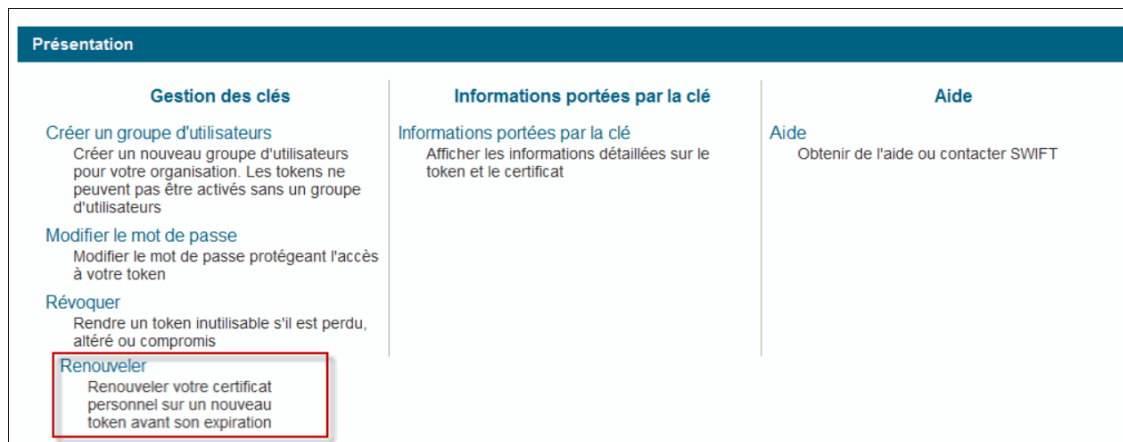 Présentation
Gestion des clés
Créer un groupe d'utilisateurs
Créer un nouveau groupe d'utilisateurs
pour votre organisation. Les tokens ne
peuvent pas être activés sans un groupe
d'utilisateurs
Modifier le mot de passe
Modifier le mot de passe protégeant l'accès
à votre token
Révoquer
Rendre un token inutilisable s'il est perdu,
altéré ou compromis
Renouveler
Renouveler votre certificat
personnel sur un nouveau
token avant son expiration
Informations portées par la clé
Informations portées par la clé
Afficher les informations détaillées sur le
token et le certificat
Aide
Aide
Obtenir de l'aide ou contacter SWIFT